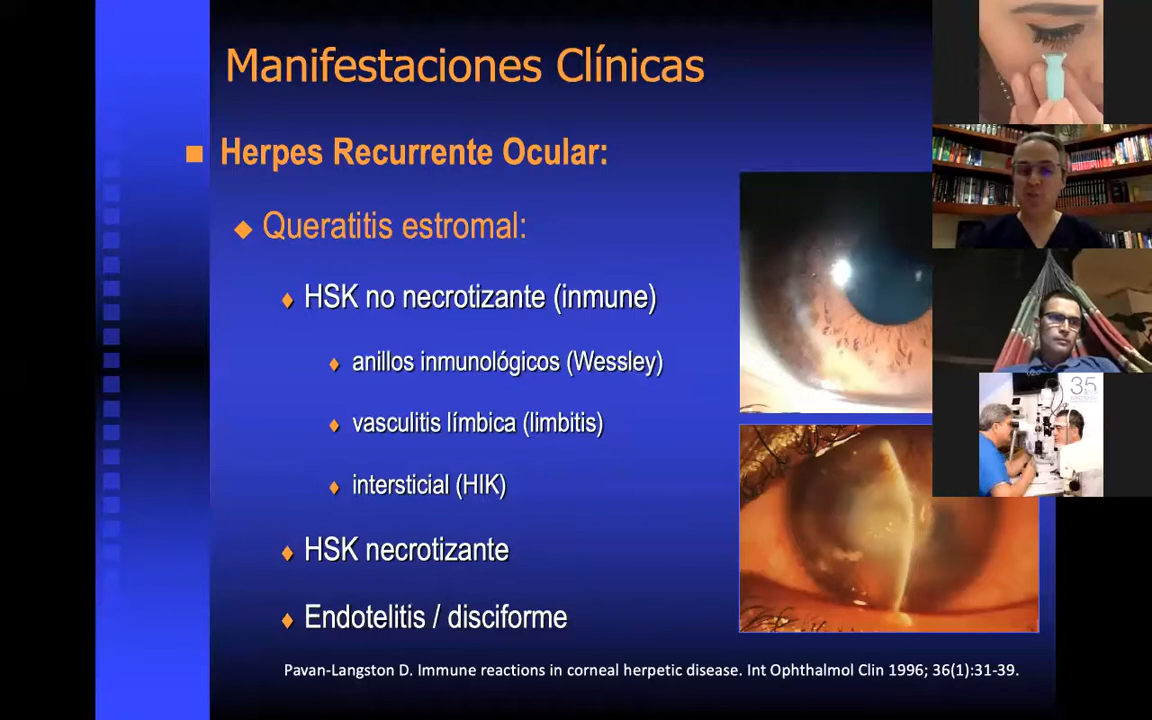 Manifestaciones Clínicas
Herpes Recurrente Ocular:
Queratitis estromal:
HSK no necrotizante (inmune)
anillos inmunológicos (Wessley)
vasculitis límbica (limbitis)
intersticial (HIK)
HSK necrotizante
Endotelitis / disciforme
Pavan-Langston D. Immune reactions in corneal herpetic disease. Int Ophthalmol Clin 1996; 36(1):31-39.
35